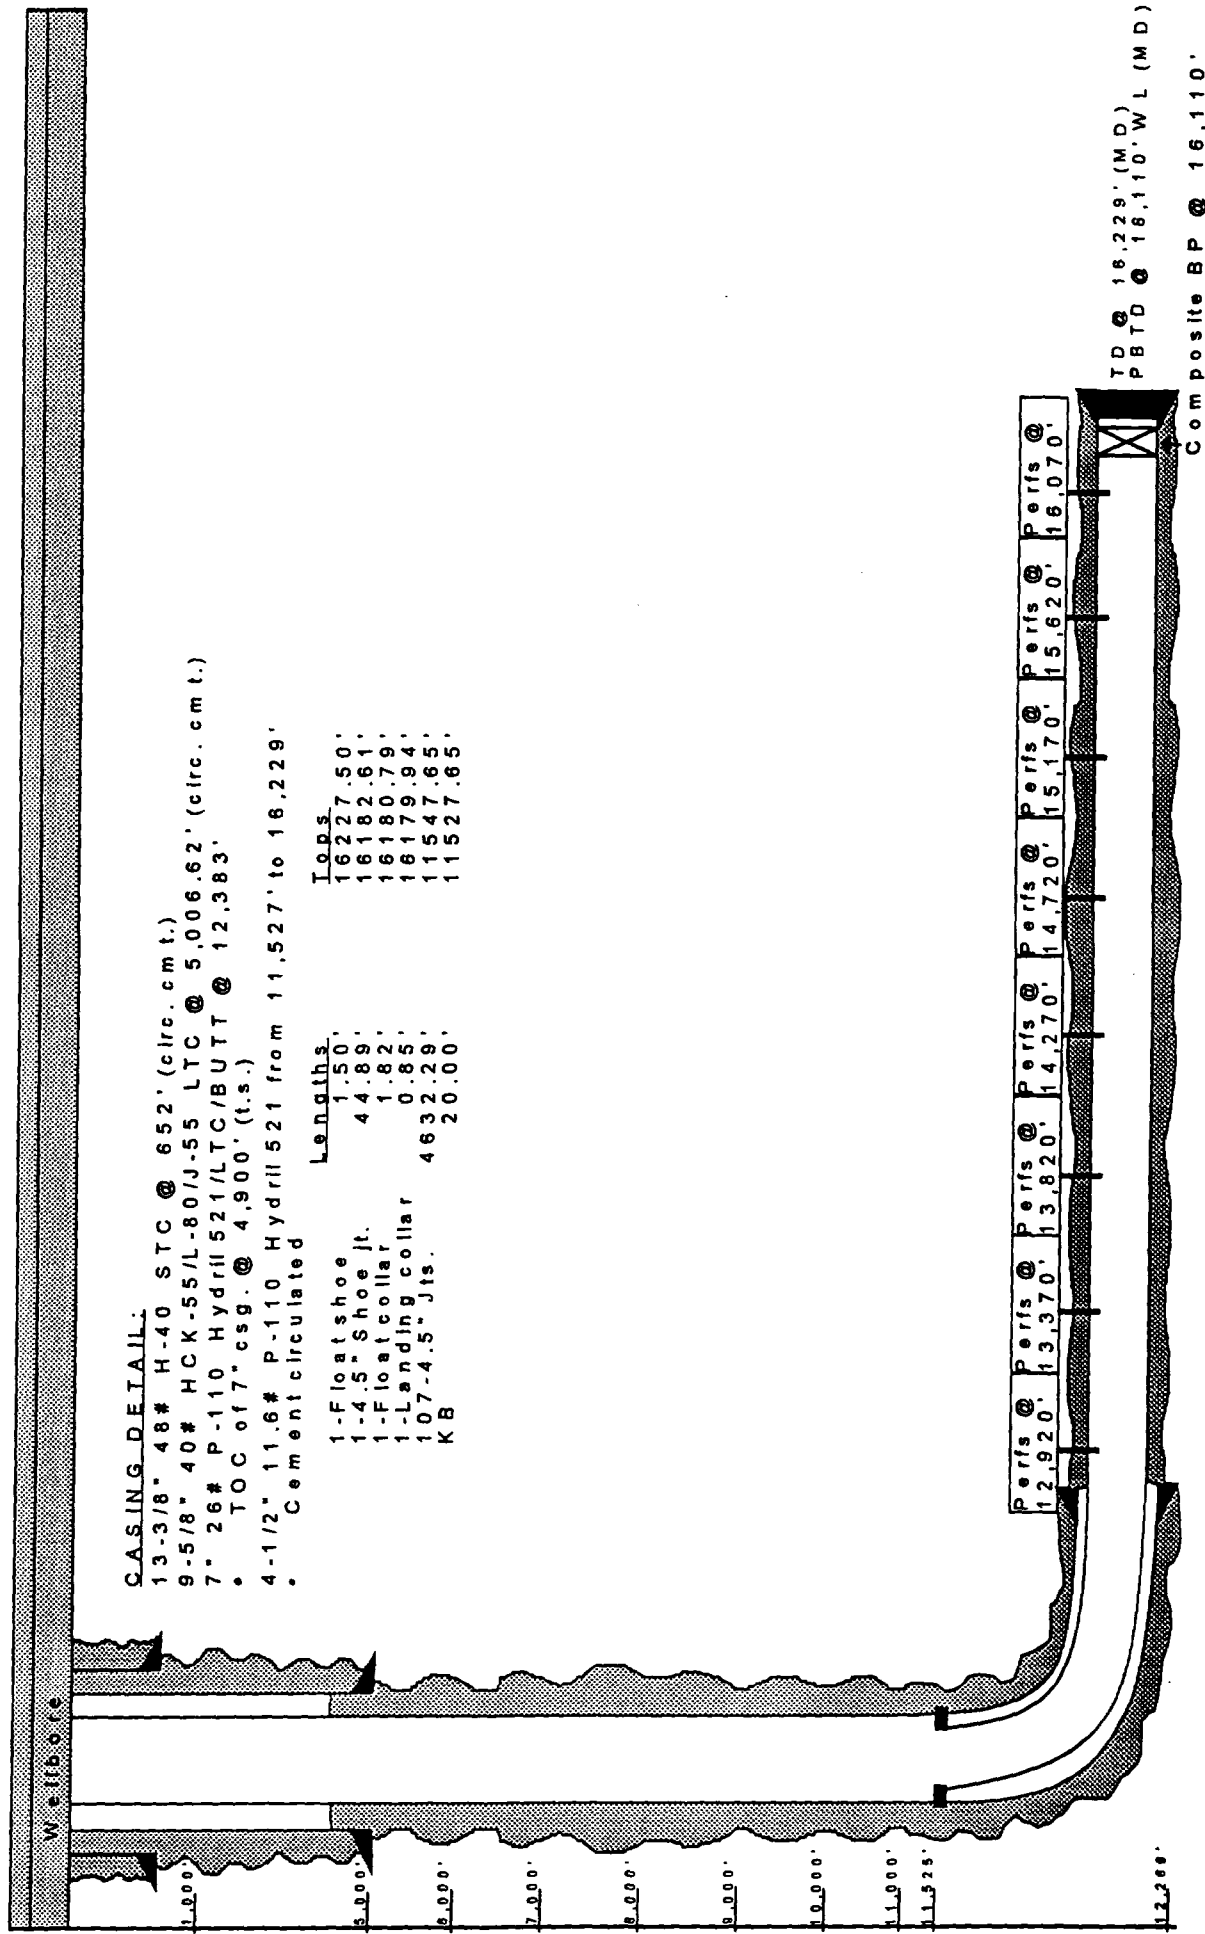 Wellbore
CASING DETAIL:
13-3/8" 48# H-40 STC @ 652' (circ. cmt.)
9-5/8" 40# HCK-55/L-80/J-55 LTC @ 5,006.62' (circ. cmt.)
7" 26# P-110 Hydril 521/LTC/BUTT @ 12,383'
• TOC of 7" csg. @ 4,900' (t.s.)
4-1/2" 11.6# P-110 Hydril 521 from 11,527' to 16,229'
• Cement circulated
Lengths Tops
1-Float shoe 1.50' 16227.50'
1-4.5" Shoe jt. 44.89' 16182.61'
1-Float collar 1.82' 16180.79'
1-Landing collar 0.85' 16179.94'
107-4.5" Jts. 4632.29' 11547.65'
KB 20.00' 11527.65'
1,000'
5,000'
6,000'
7,000'
8,000'
9,000'
10,000'
11,000'
11,525'
12,266'
Perfs @
12,920'
Perfs @
13,370'
Perfs @
13,820'
Perfs @
14,270'
Perfs @
14,720'
Perfs @
15,170'
Perfs @
15,620'
Perfs @
16,070'
TD @ 16,229' (MD)
PBTD @ 16,110' WL (MD)
Composite BP @ 16,110'